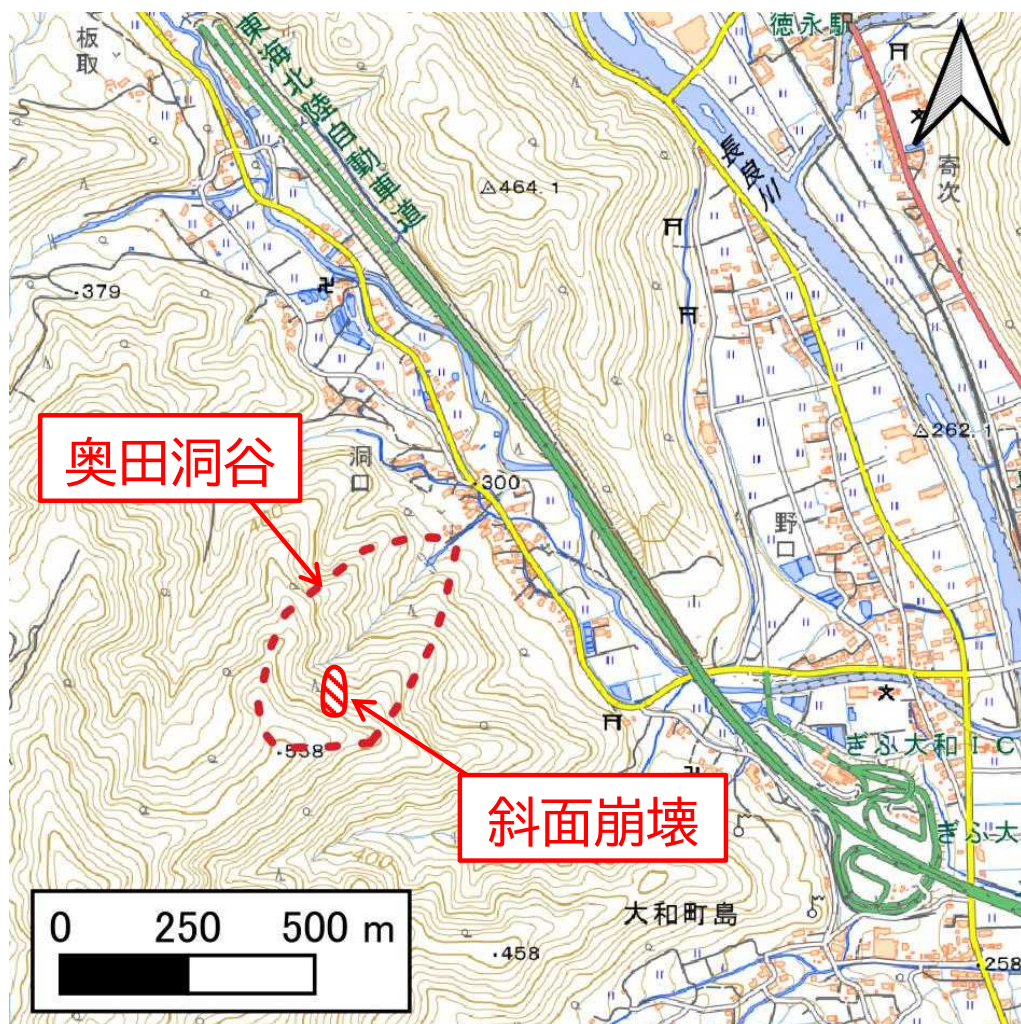 板取
東海北陸自動車道
徳永駅
寄次
長良川
464.1
379
262.1
奥田洞谷
洞口
300
野口
538
ぎふ大和IC
斜面崩壊
ぎふ大
400
大和町島
458
258
0 250 500 m